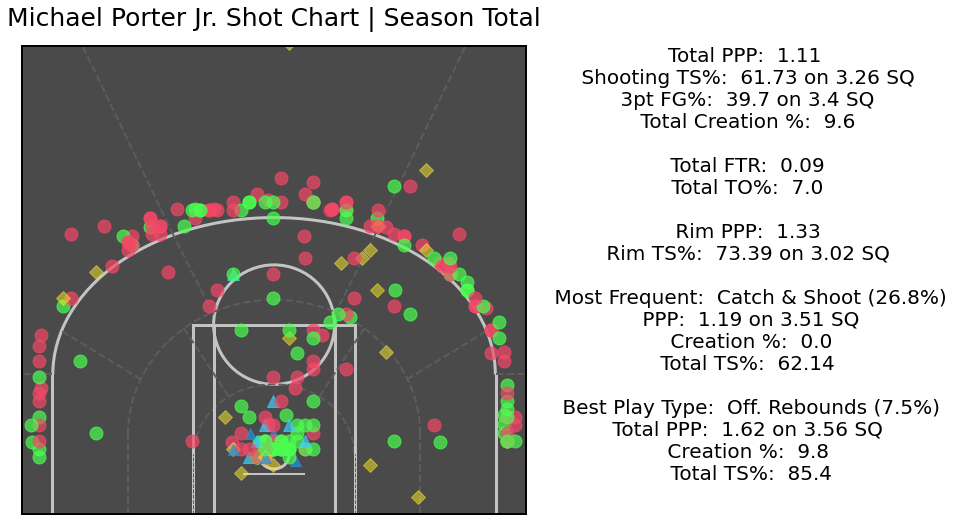 Michael Porter Jr. Shot Chart | Season Total
Total PPP:  1.11
Shooting TS%:  61.73 on 3.26 SQ
3pt FG%:  39.7 on 3.4 SQ
Total Creation %:  9.6
Total FTR:  0.09
Total TO%:  7.0
Rim PPP:  1.33
Rim TS%:  73.39 on 3.02 SQ
Most Frequent:  Catch & Shoot (26.8%)
PPP:  1.19 on 3.51 SQ
Creation %:  0.0
Total TS%:  62.14
Best Play Type:  Off. Rebounds (7.5%)
Total PPP:  1.62 on 3.56 SQ
Creation %:  9.8
Total TS%:  85.4